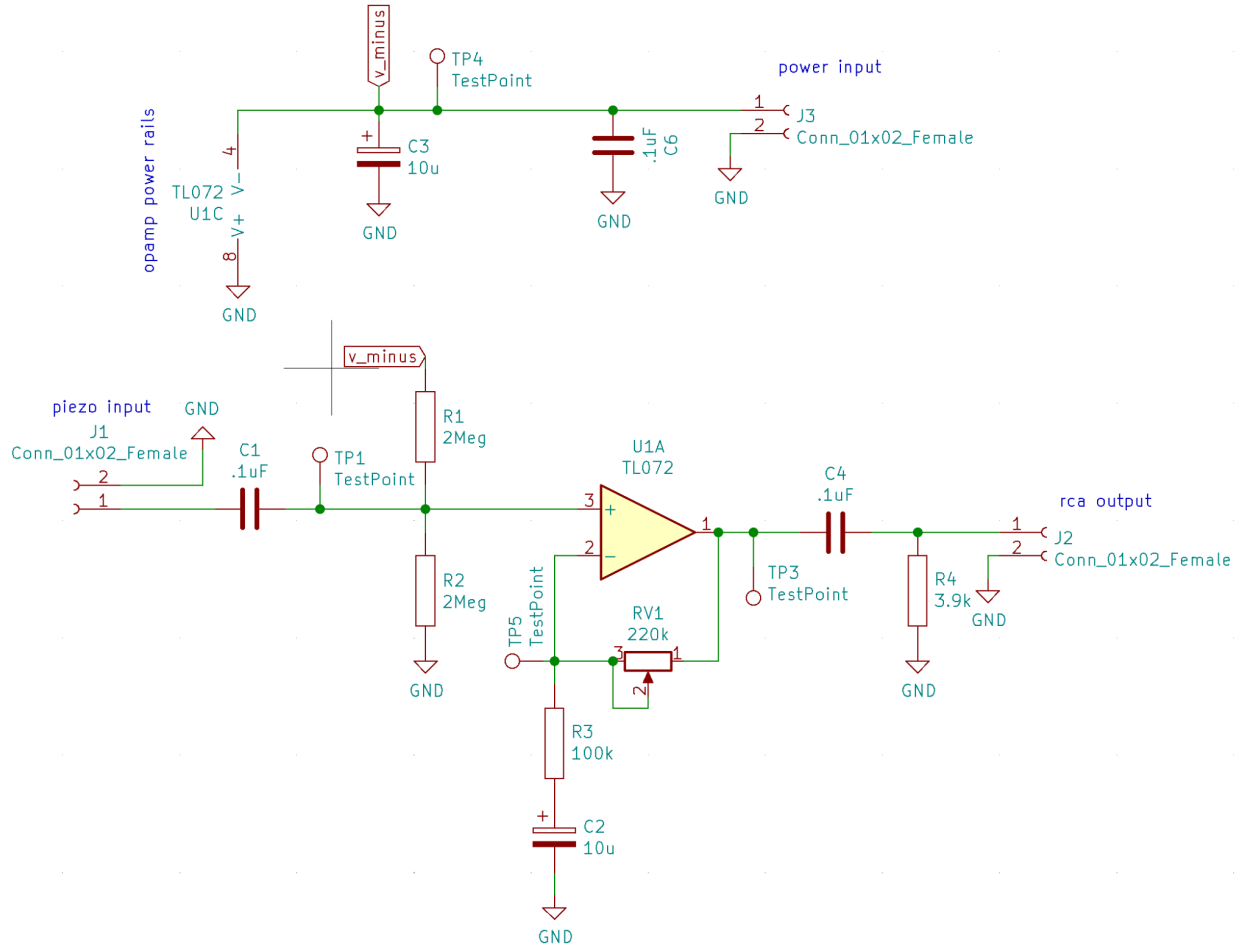 v_minus
TP4
TestPoint
power input
1
2
J3
Conn_01x02_Female
opamp power rails
4
V-
TL072
U1C
V+
8
GND
+
C3
10u
GND
.1uF
C6
GND
GND
v_minus
R1
2Meg
piezo input
GND
J1
Conn_01x02_Female
2
1
C1
.1uF
TP1
TestPoint
U1A
TL072
3
+
2
−
1
C4
.1uF
rca output
1
2
J2
Conn_01x02_Female
R2
2Meg
GND
TP5
TestPoint
RV1
220k
3
1
2
TP3
TestPoint
R4
3.9k
GND
GND
R3
100k
+
C2
10u
GND